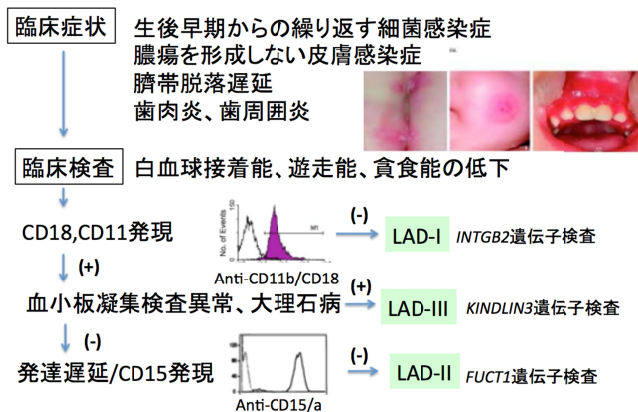 臨床症状
生後早期からの繰り返す細菌感染症
膿瘍を形成しない皮膚感染症
臍帯脱落遅延
歯肉炎、歯周囲炎
臨床検査
白血球接着能、遊走能、貪食能の低下
CD18,CD11発現
150
No. of Events
0
M1
Anti-CD11b/CD18
(-)
LAD-I
INTGB2遺伝子検査
(+)
血小板凝集検査異常、大理石病
(+)
LAD-III
KINDLIN3遺伝子検査
(-)
発達遅延/CD15発現
Anti-CD15/a
(-)
LAD-II
FUCT1遺伝子検査